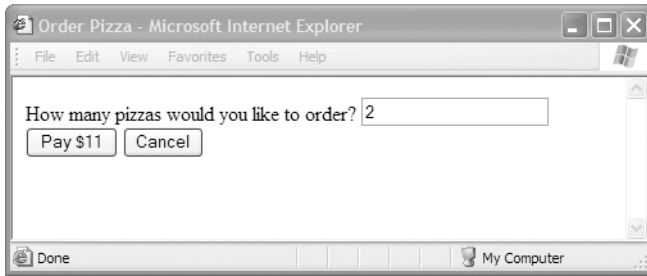 Order Pizza - Microsoft Internet Explorer
File Edit View Favorites Tools Help
How many pizzas would you like to order? 2
Pay $11 Cancel
Done My Computer